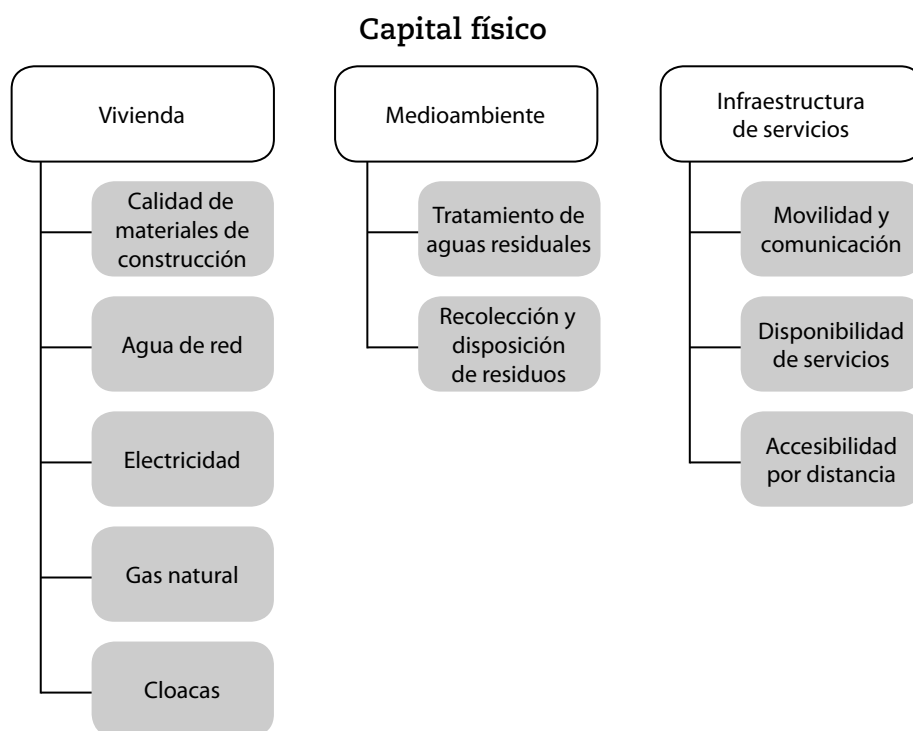 Capital físico
Vivienda
Calidad de
materiales de
construcción
Agua de red
Electricidad
Gas natural
Cloacas
Medioambiente
Tratamiento de
aguas residuales
Recolección y
disposición
de residuos
Infraestructura
de servicios
Movilidad y
comunicación
Disponibilidad
de servicios
Accesibilidad
por distancia